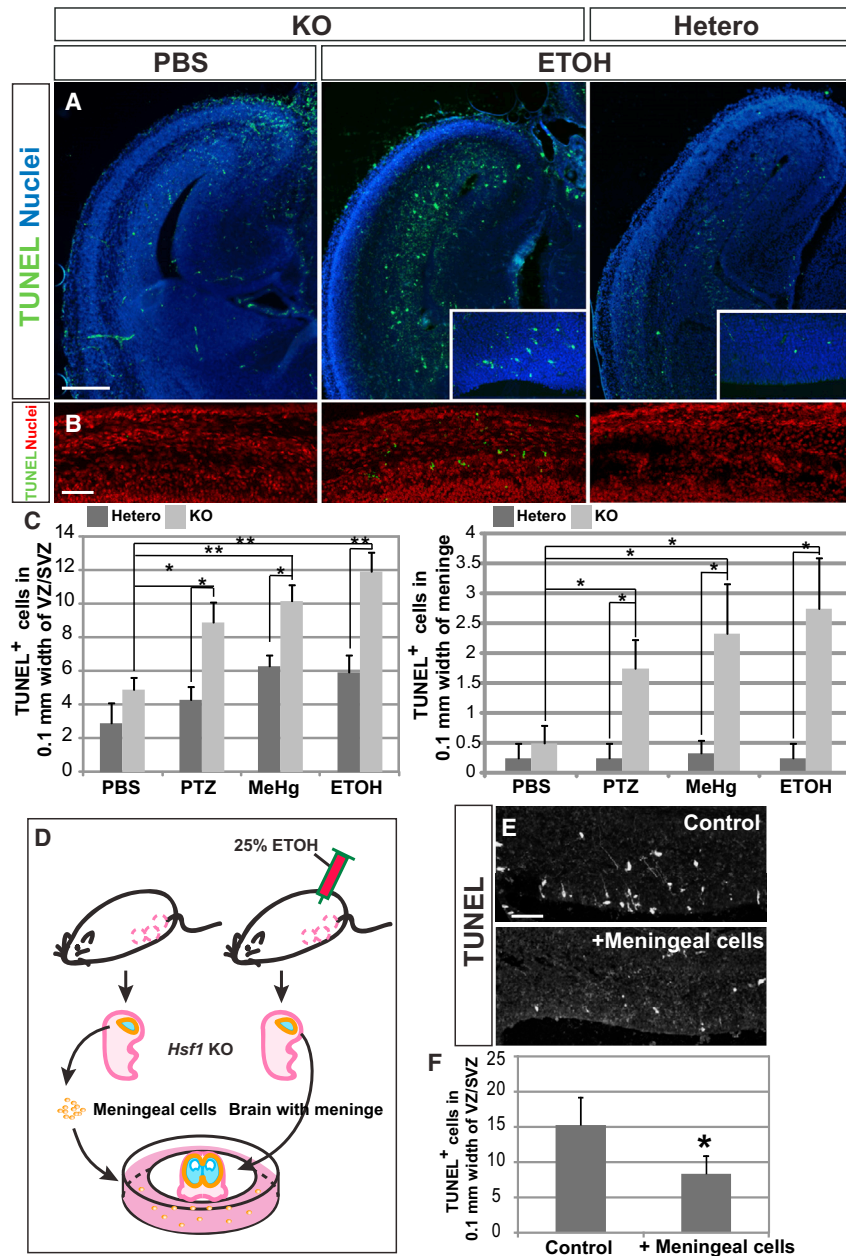 KO
Hetero
PBS
ETOH
A
TUNEL Nuclei
B
TUNEL Nuclei
C
Hetero
KO
TUNEL+ cells in
0.1 mm width of VZ/SVZ
14
12
10
8
6
4
2
0
*
**
**
*
*
**
PBS
PTZ
MeHg
ETOH
TUNEL+ cells in
0.1 mm width of meninge
4
3.5
3
2.5
2
1.5
1
0.5
0
*
*
*
*
*
*
PBS
PTZ
MeHg
ETOH
D
25% ETOH
Hsf1 KO
Meningeal cells
Brain with meninge
E
TUNEL
Control
+Meningeal cells
F
TUNEL+ cells in
0.1 mm width of VZ/SVZ
25
20
15
10
5
0
*
Control
+ Meningeal cells